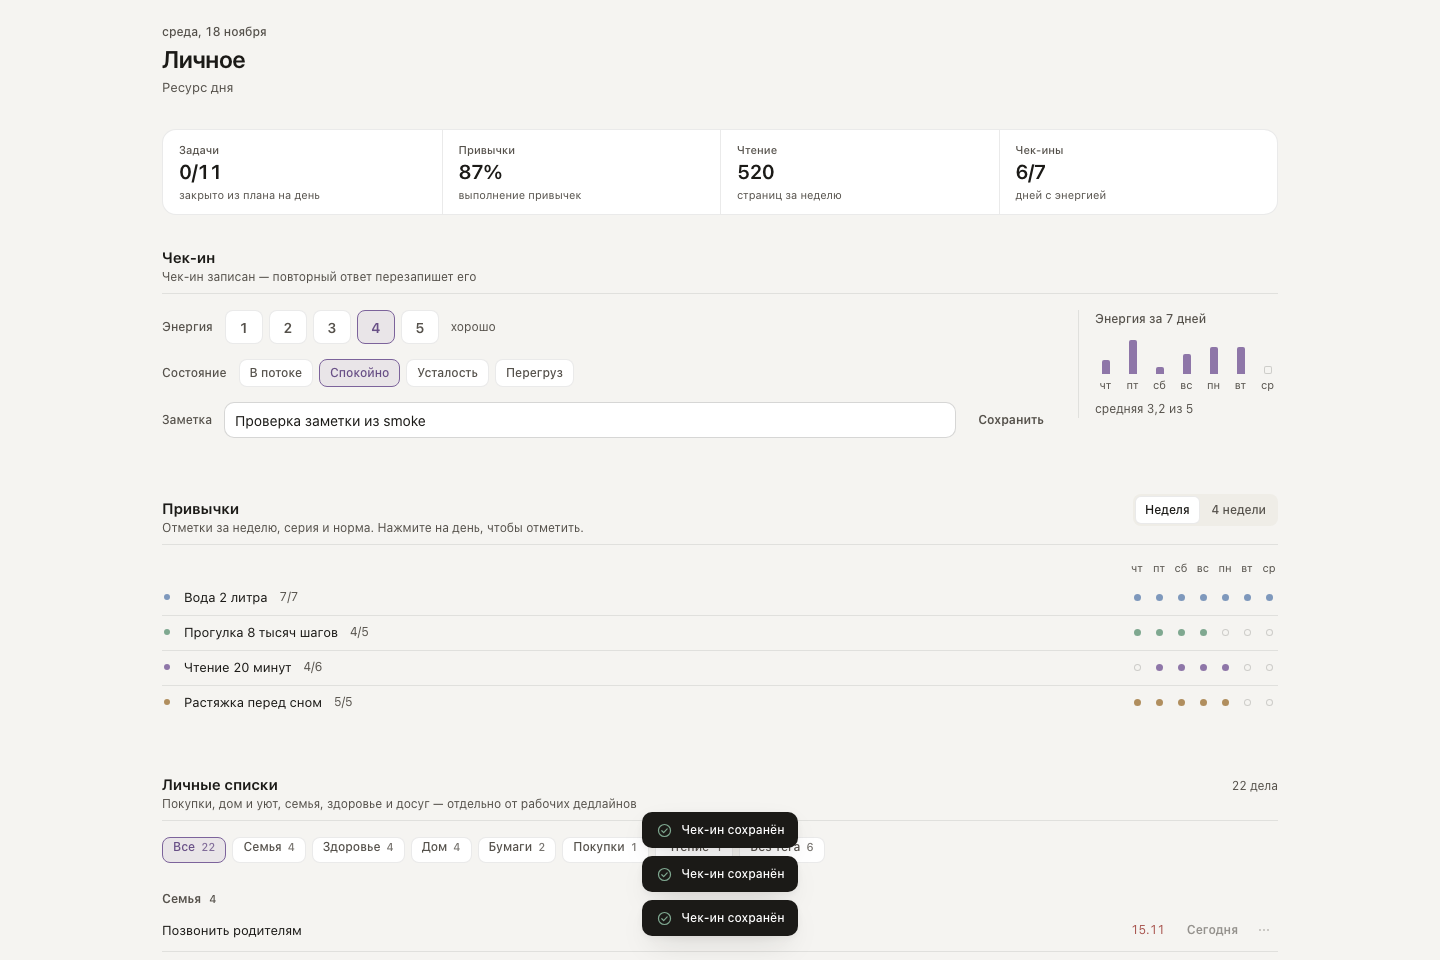 среда, 18 ноября
Личное
Ресурс дня
Задачи
0/11
закрыто из плана на день
Привычки
87%
выполнение привычек
Чтение
520
страниц за неделю
Чек-ины
6/7
дней с энергией
Чек-ин
Чек-ин записан — повторный ответ перезапишет его
Энергия 1 2 3 4 5 хорошо
Состояние В потоке Спокойно Усталость Перегруз
Заметка Проверка заметки из smoke Сохранить
Энергия за 7 дней
чт пт сб вс пн вт ср
средняя 3,2 из 5
Привычки
Отметки за неделю, серия и норма. Нажмите на день, чтобы отметить.
Неделя 4 недели
чт пт сб вс пн вт ср
Вода 2 литра 7/7
Прогулка 8 тысяч шагов 4/5
Чтение 20 минут 4/6
Растяжка перед сном 5/5
Личные списки
22 дела
Покупки, дом и уют, семья, здоровье и досуг — отдельно от рабочих дедлайнов
Все 22 Семья 4 Здоровье 4 Дом 4 Бумаги 2 Покупки 1 6
Чек-ин сохранён
Чек-ин сохранён
Чек-ин сохранён
Семья 4
Позвонить родителям 15.11 Сегодня ...